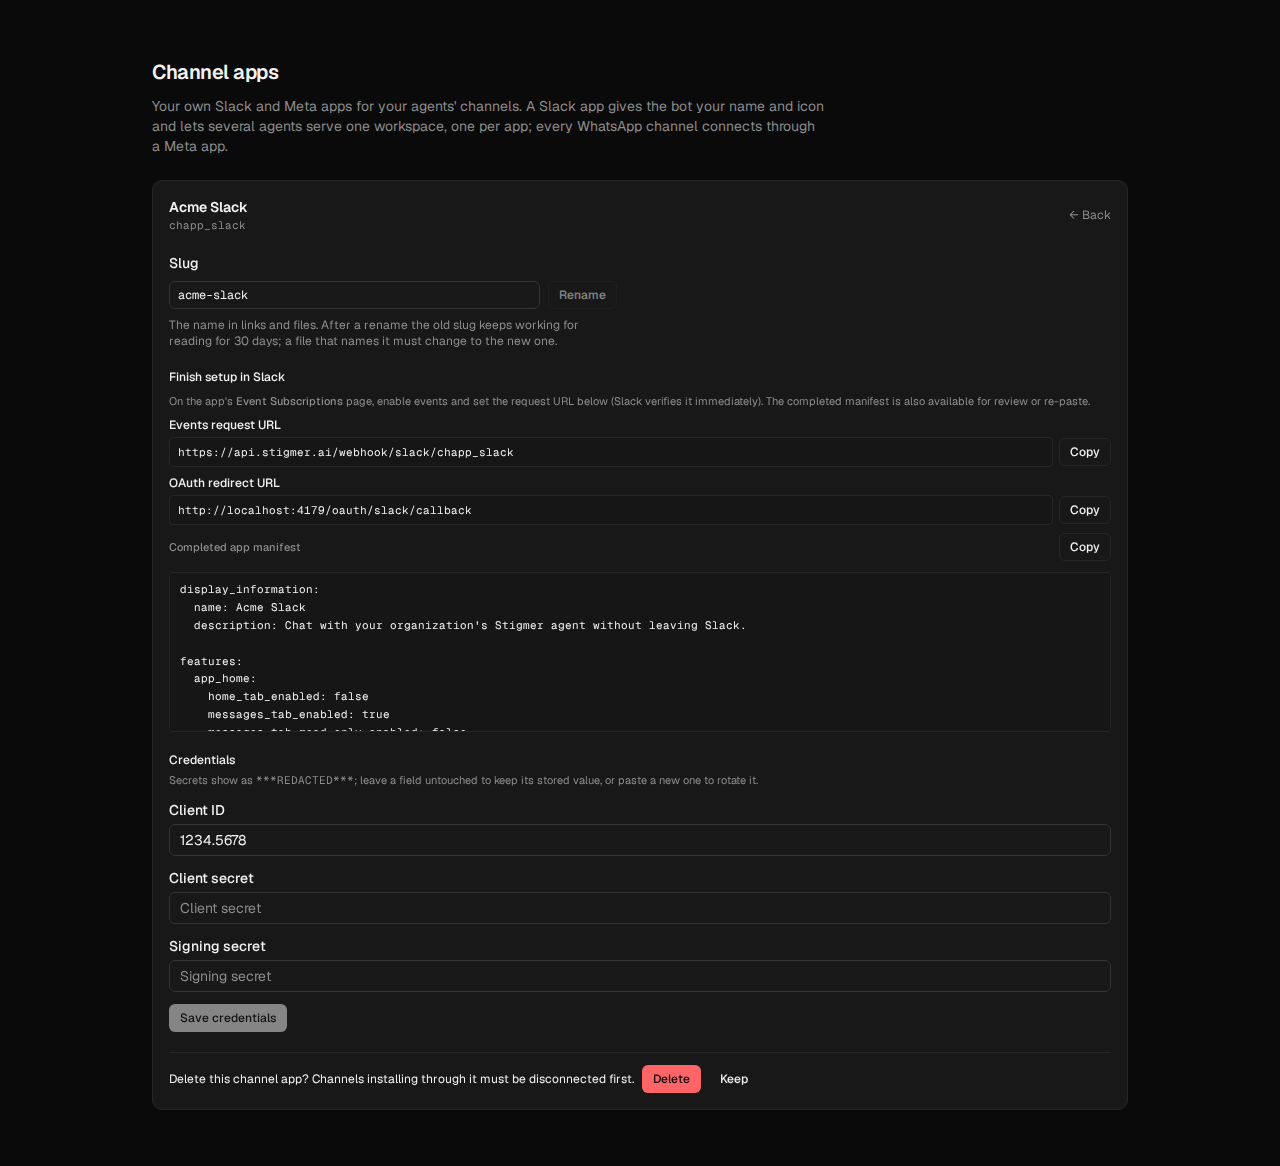 Channel apps
Your own Slack and Meta apps for your agents' channels. A Slack app gives the bot your name and icon
and lets several agents serve one workspace, one per app; every WhatsApp channel connects through
a Meta app.
Acme Slack
chapp_slack
← Back
Slug
acme-slack
Rename
The name in links and files. After a rename the old slug keeps working for
reading for 30 days; a file that names it must change to the new one.
Finish setup in Slack
On the app's Event Subscriptions page, enable events and set the request URL below (Slack verifies it immediately). The completed manifest is also available for review or re-paste.
Events request URL
https://api.stigmer.ai/webhook/slack/chapp_slack
Copy
OAuth redirect URL
http://localhost:4179/oauth/slack/callback
Copy
Completed app manifest
Copy
display_information:
  name: Acme Slack
  description: Chat with your organization's Stigmer agent without leaving Slack.

features:
  app_home:
    home_tab_enabled: false
    messages_tab_enabled: true
    messages_tab_read_only_enabled: false
Credentials
Secrets show as ***REDACTED***; leave a field untouched to keep its stored value, or paste a new one to rotate it.
Client ID
1234.5678
Client secret
Client secret
Signing secret
Signing secret
Save credentials
Delete this channel app? Channels installing through it must be disconnected first.
Delete
Keep